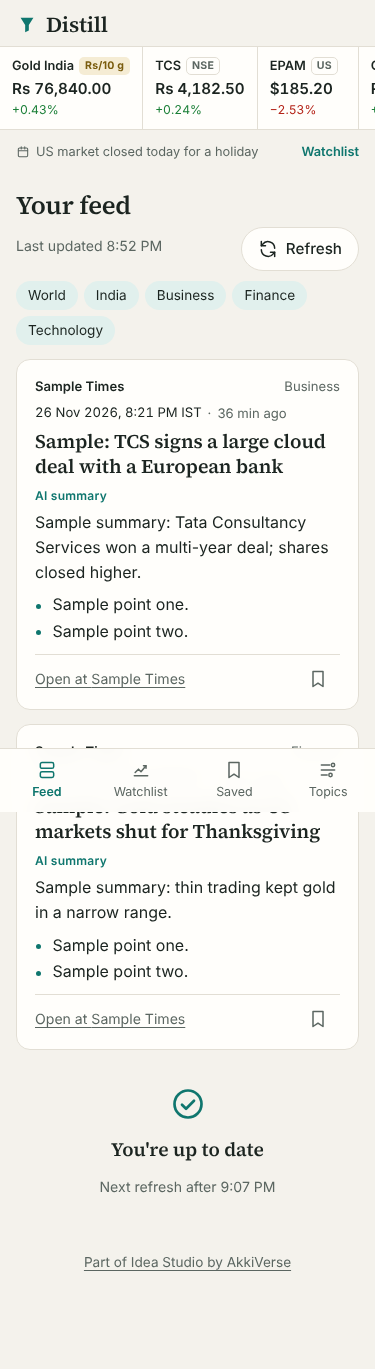 Distill
Gold India Rs/10 g
Rs 76,840.00
+0.43%
TCS NSE
Rs 4,182.50
+0.24%
EPAM US
$185.20
−2.53%
US market closed today for a holiday Watchlist
Your feed
Last updated 8:52 PM
Refresh
World India Business Finance
Technology
Sample Times Business
26 Nov 2026, 8:21 PM IST · 36 min ago
Sample: TCS signs a large cloud
deal with a European bank
AI summary
Sample summary: Tata Consultancy
Services won a multi-year deal; shares
closed higher.
• Sample point one.
• Sample point two.
Open at Sample Times
Feed Watchlist Saved Topics
markets shut for Thanksgiving
AI summary
Sample summary: thin trading kept gold
in a narrow range.
• Sample point one.
• Sample point two.
Open at Sample Times
You're up to date
Next refresh after 9:07 PM
Part of Idea Studio by AkkiVerse